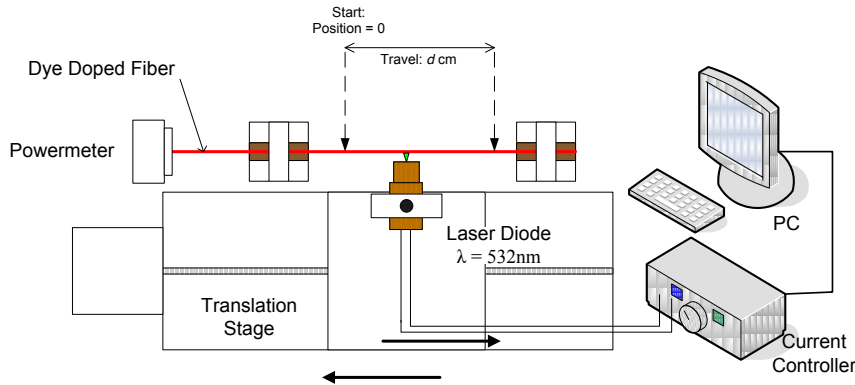 Start:
Position = 0
Travel: d cm
Dye Doped Fiber
Powermeter
Laser Diode
λ = 532nm
PC
Translation
Stage
Current
Controller